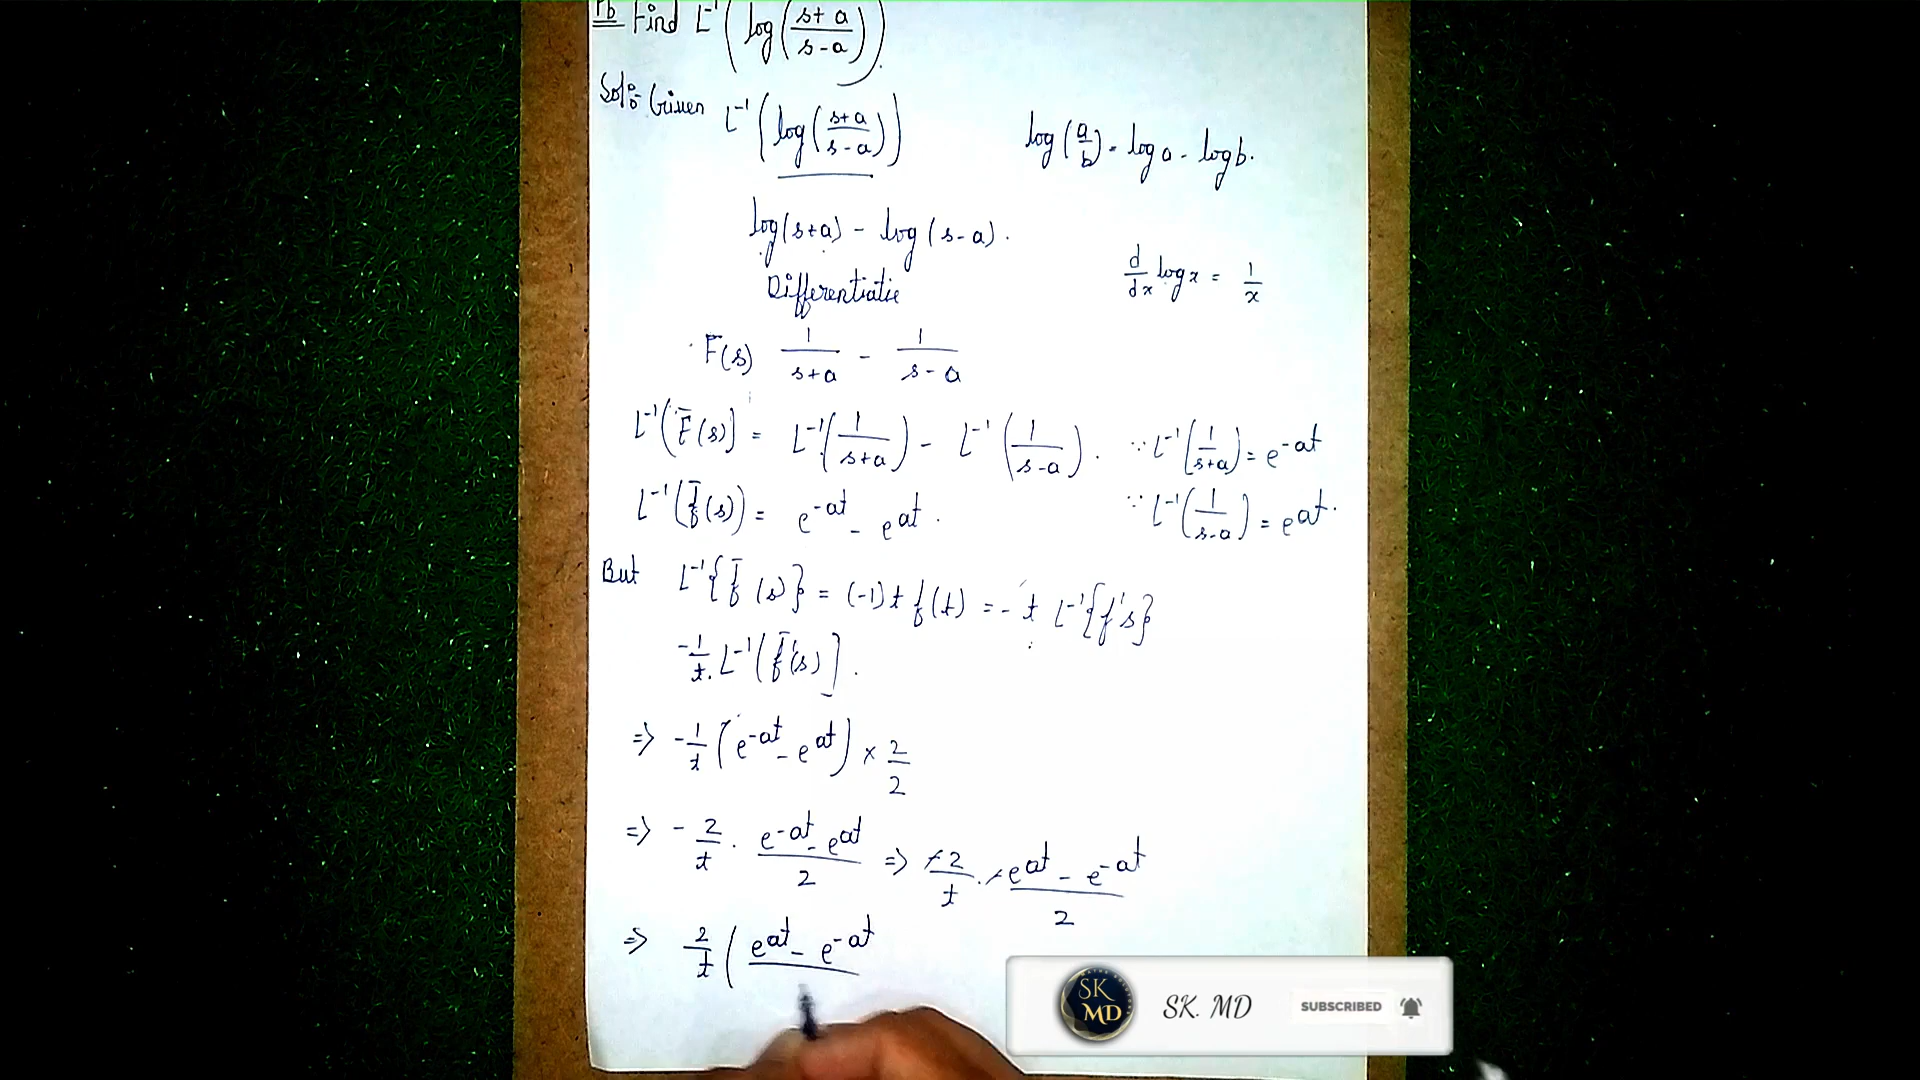 Pb Find L⁻¹(log((s+a)/(s-a))).
Sol:- Given L⁻¹(log((s+a)/(s-a)))
log(a/b) = log a - log b.
log(s+a) - log(s-a).
d/dx log x = 1/x
Differentiate
F̄(s) 1/(s+a) - 1/(s-a)
L⁻¹(F̄(s)) = L⁻¹(1/(s+a)) - L⁻¹(1/(s-a)). ∵ L⁻¹(1/(s+a)) = e^-at
L⁻¹(f̄(s)) = e^-at - e^at. ∵ L⁻¹(1/(s-a)) = e^at.
But L⁻¹{f̄(s)} = (-1) t f(t) = - t L⁻¹{f's}
-1/t. L⁻¹(f̄'(s)].
⇒ -1/t (e^-at - e^at) × 2/2
⇒ - 2/t . (e^-at - e^at)/2 ⇒ -2/t . -(e^at - e^-at)/2
⇒ 2/t ( e^at - e^-at
SK MD
SK. MD
SUBSCRIBED